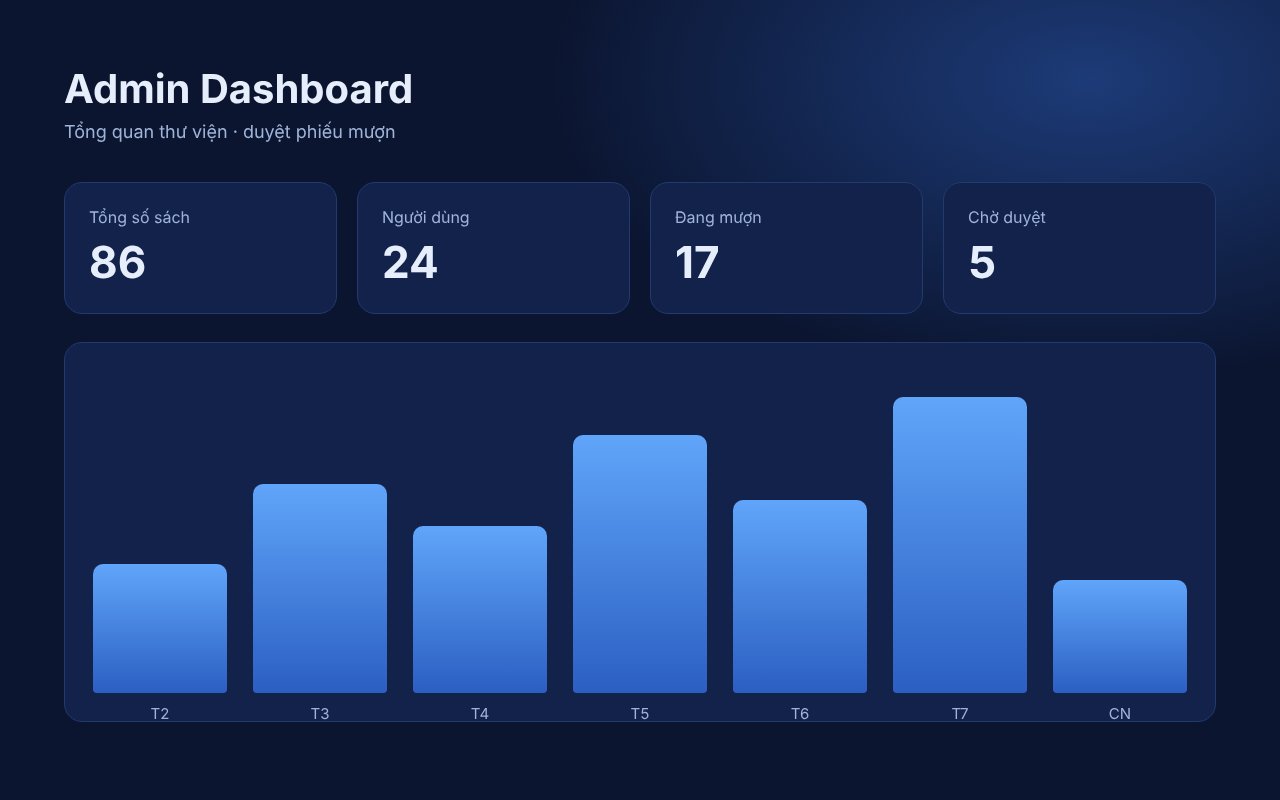 Admin Dashboard
Tổng quan thư viện · duyệt phiếu mượn
Tổng số sách
86
Người dùng
24
Đang mượn
17
Chờ duyệt
5
T2
T3
T4
T5
T6
T7
CN